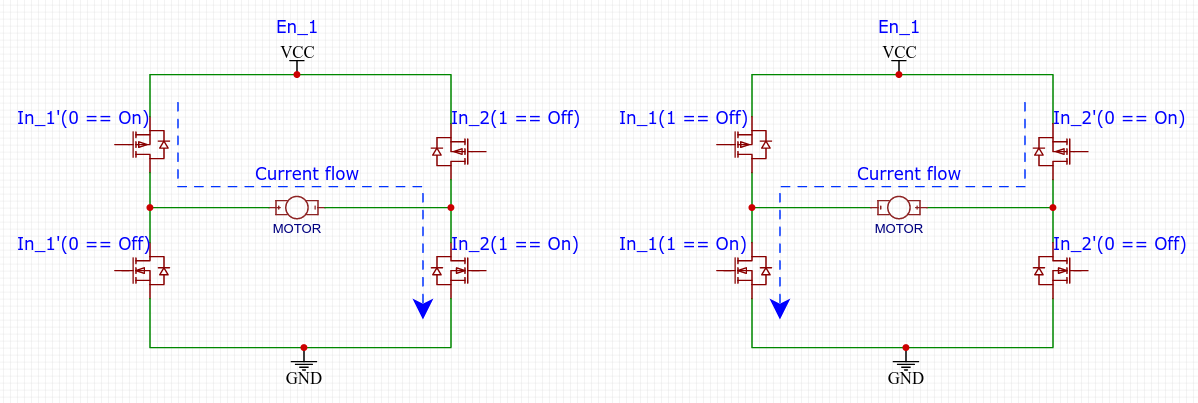 En_1
VCC
In_1'(0 == On)
In_2(1 == Off)
Current flow
MOTOR
In_1'(0 == Off)
In_2(1 == On)
GND
En_1
VCC
In_1(1 == Off)
In_2'(0 == On)
Current flow
MOTOR
In_1(1 == On)
In_2'(0 == Off)
GND